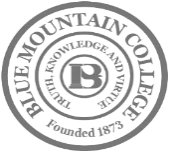 BLUE MOUNTAIN COLLEGE
TRUTH, KNOWLEDGE AND VIRTUE
B
Founded 1873